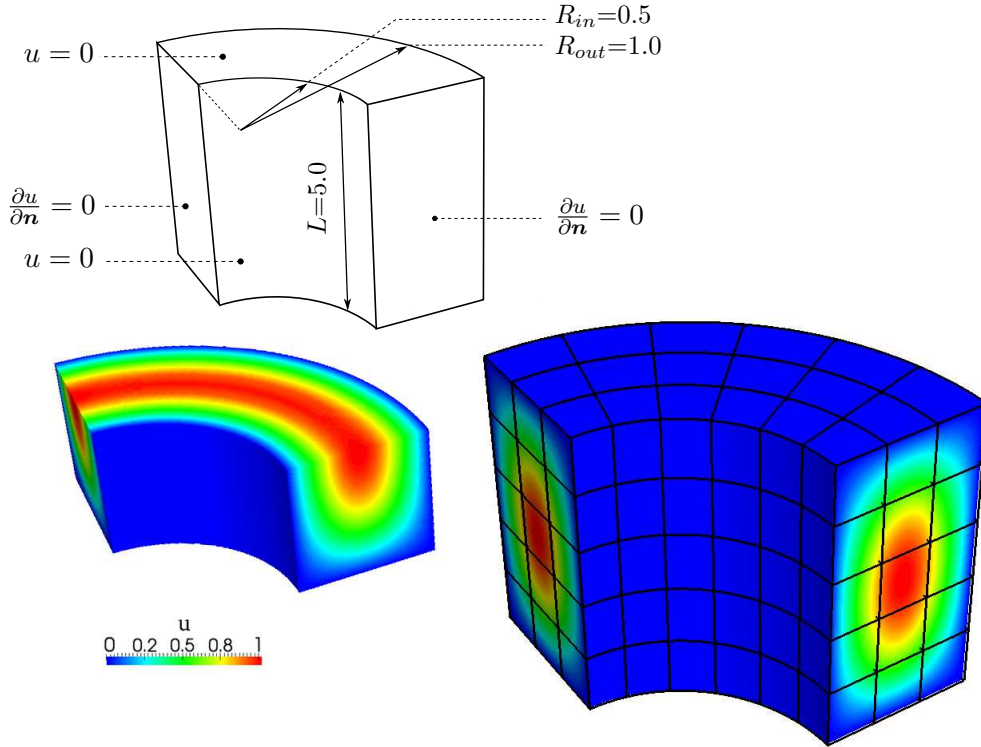 R_{in}=0.5
R_{out}=1.0
u = 0
L=5.0
∂u/∂n = 0
∂u/∂n = 0
u = 0
u
0 0.2 0.5 0.8 1